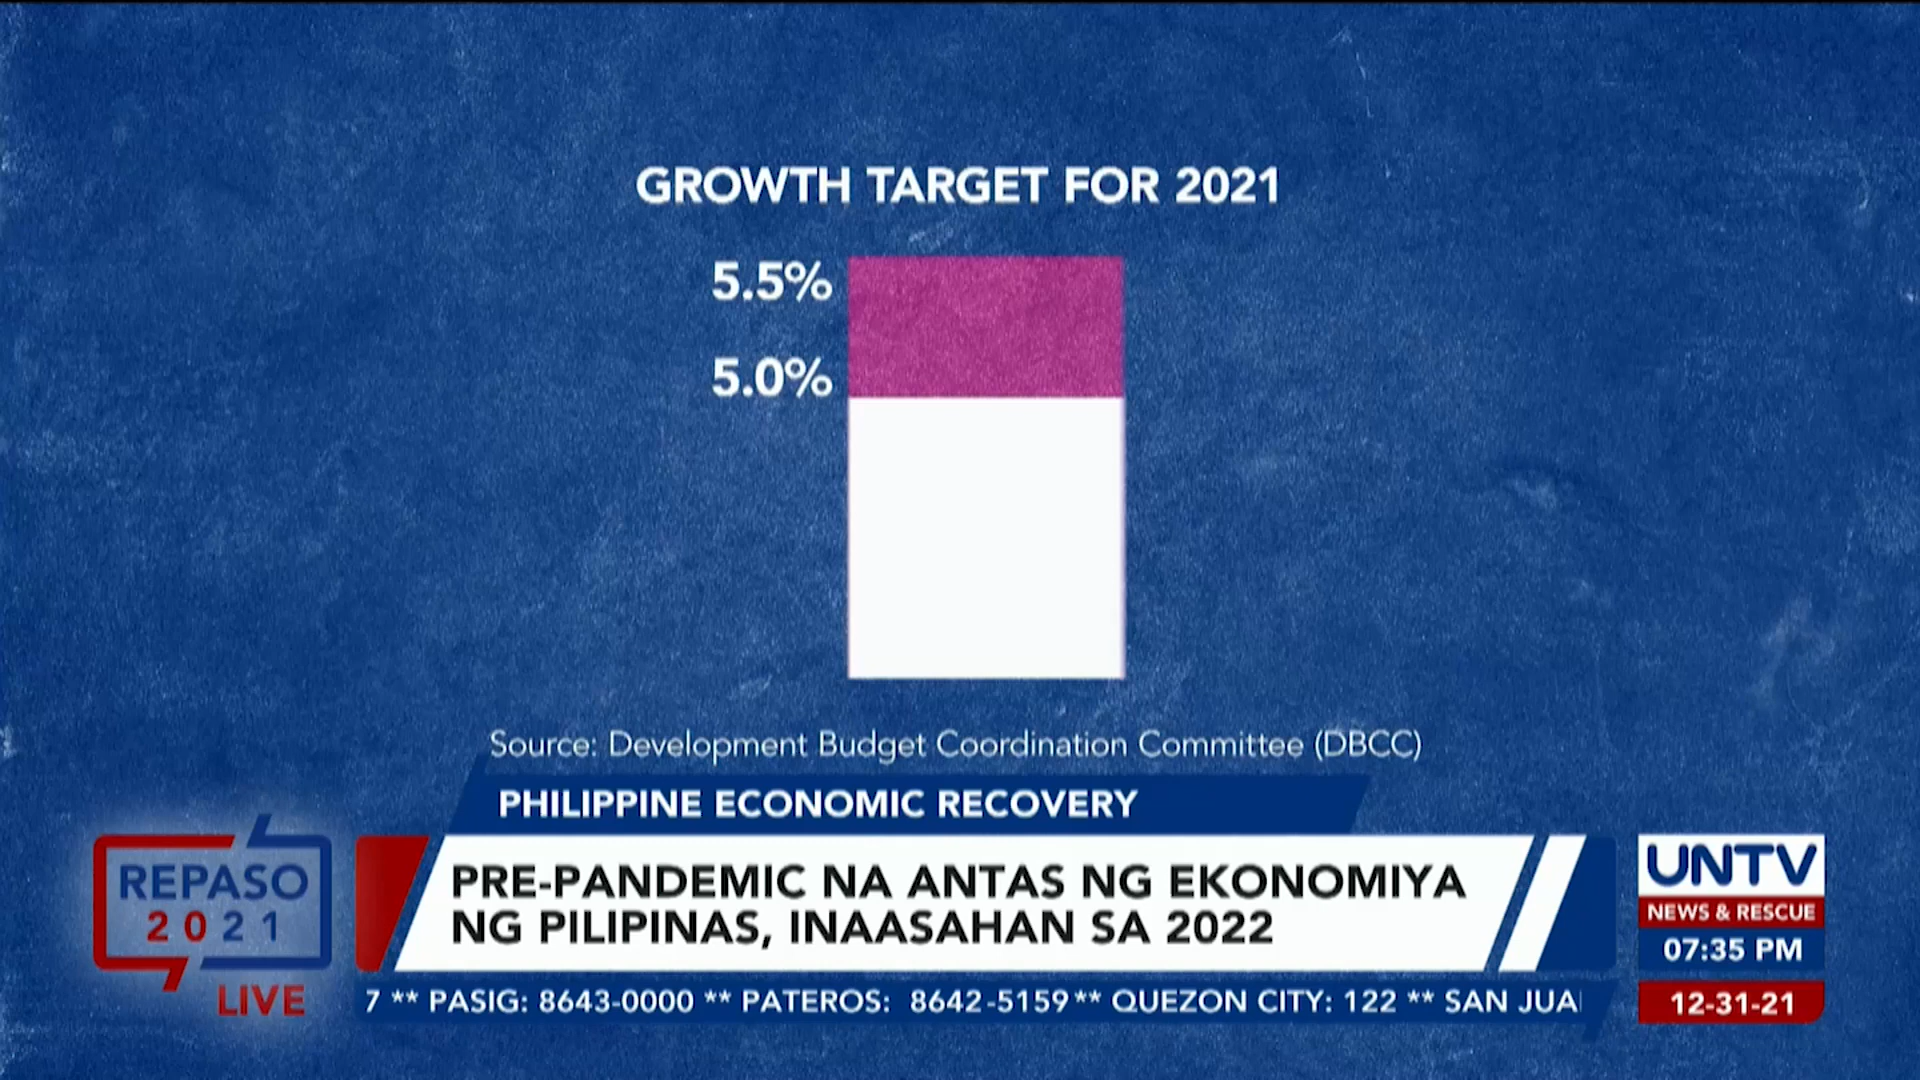 GROWTH TARGET FOR 2021
5.5%
5.0%
Source: Development Budget Coordination Committee (DBCC)
PHILIPPINE ECONOMIC RECOVERY
PRE-PANDEMIC NA ANTAS NG EKONOMIYA
NG PILIPINAS, INAASAHAN SA 2022
REPASO
2021
LIVE
7 ** PASIG: 8643-0000 ** PATEROS: 8642-5159 ** QUEZON CITY: 122 ** SAN JUA
UNTV
NEWS & RESCUE
07:35 PM
12-31-21